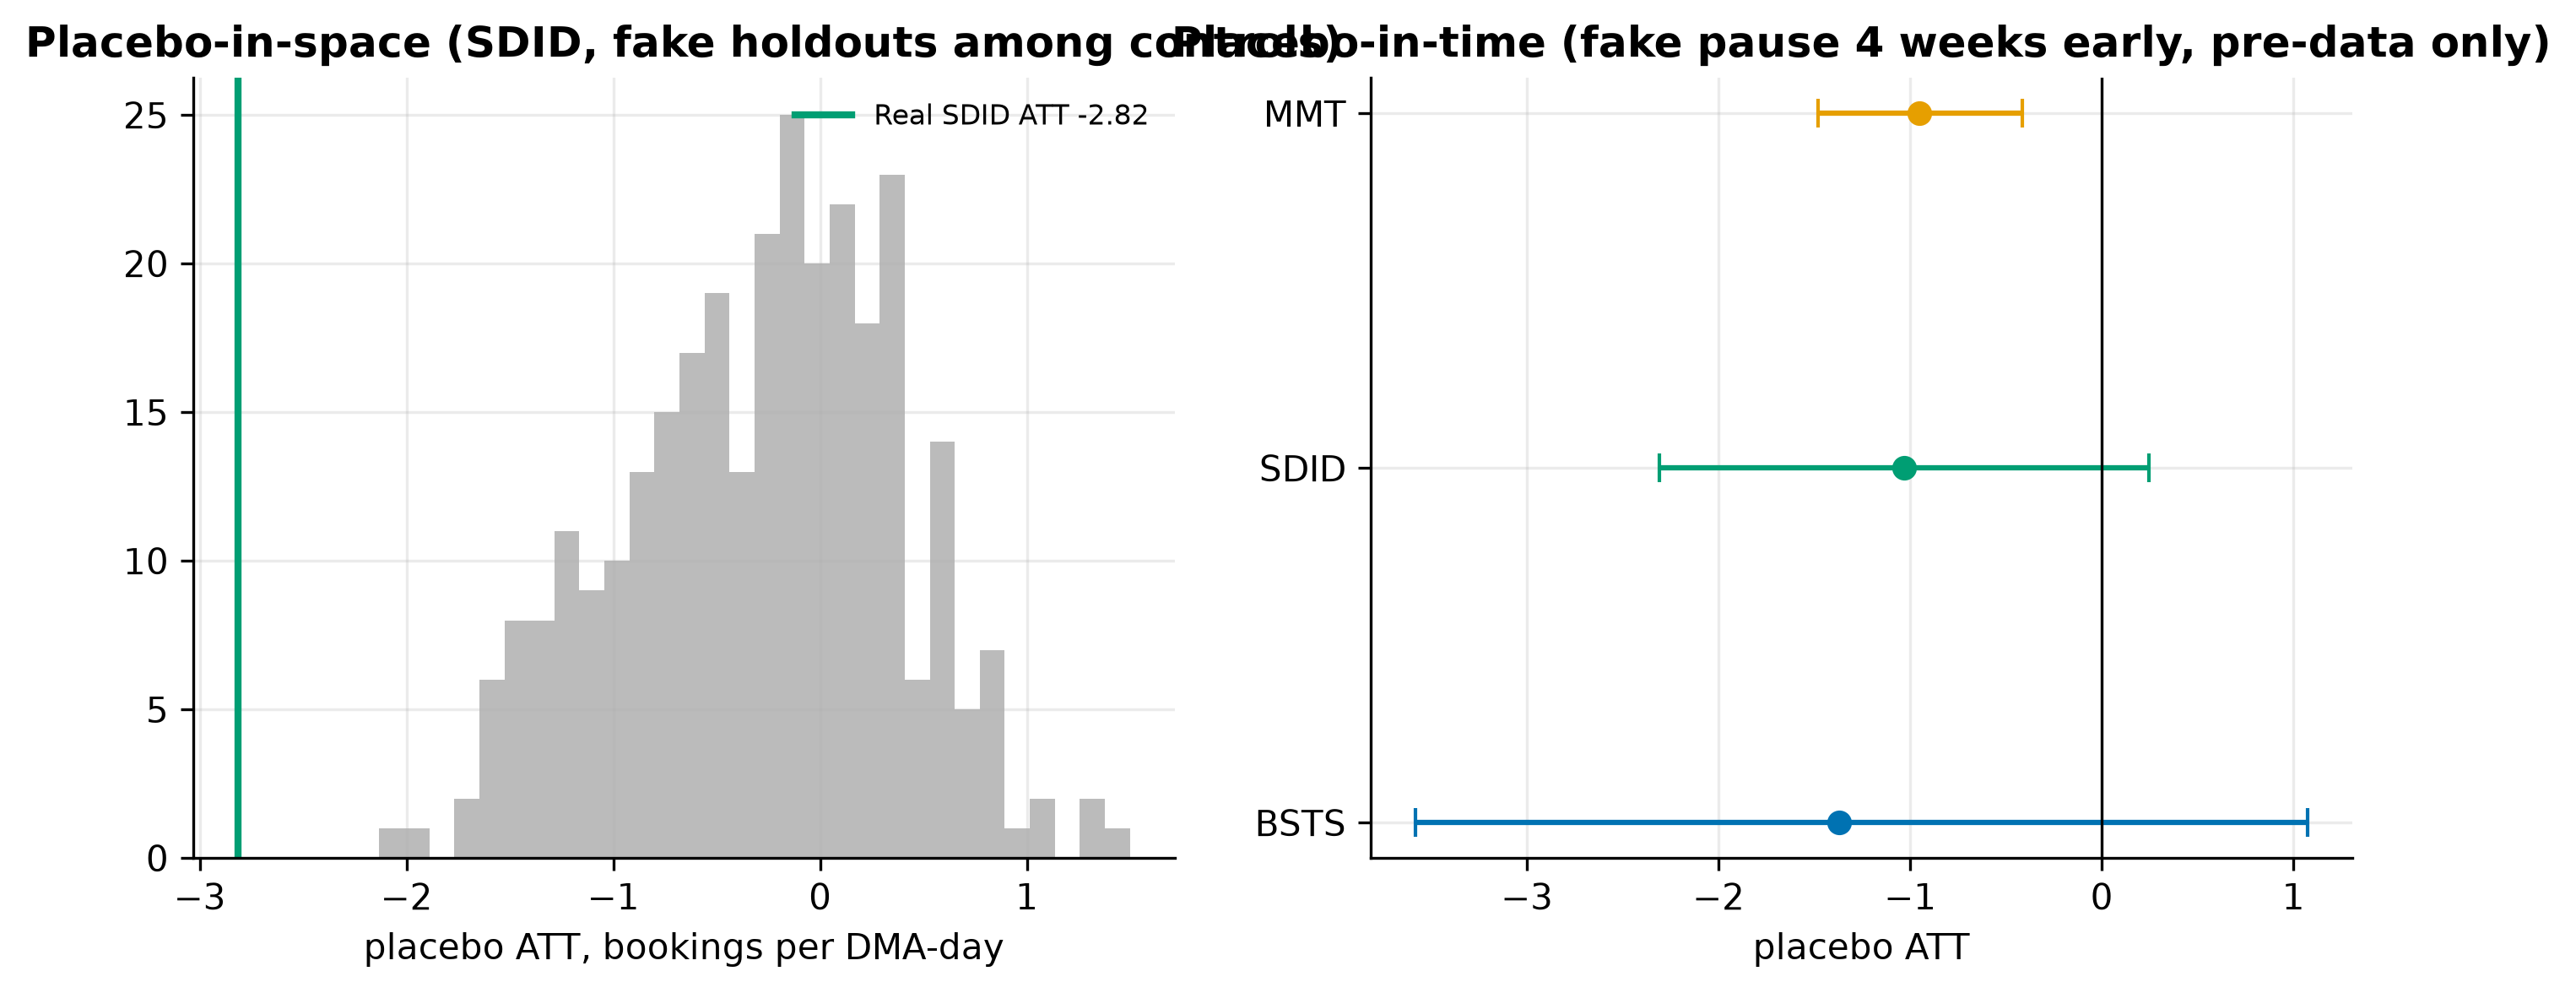 Placebo-in-space (SDID, fake holdouts among controls)
Placebo-in-time (fake pause 4 weeks early, pre-data only)
25
20
15
10
5
0
Real SDID ATT -2.82
−3
−2
−1
0
1
placebo ATT, bookings per DMA-day
MMT
SDID
BSTS
−3
−2
−1
0
1
placebo ATT